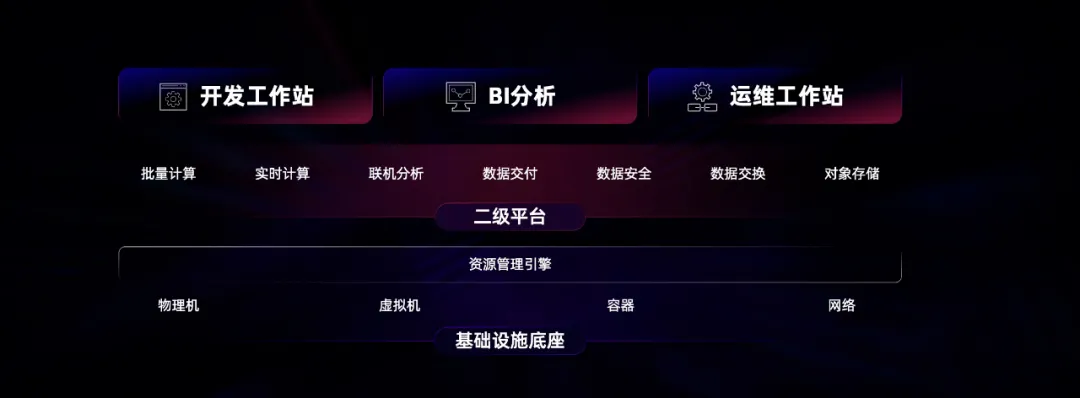 开发工作站 BI分析 运维工作站
批量计算 实时计算 联机分析 数据交付 数据安全 数据交换 对象存储
二级平台
资源管理引擎
物理机 虚拟机 容器 网络
基础设施底座